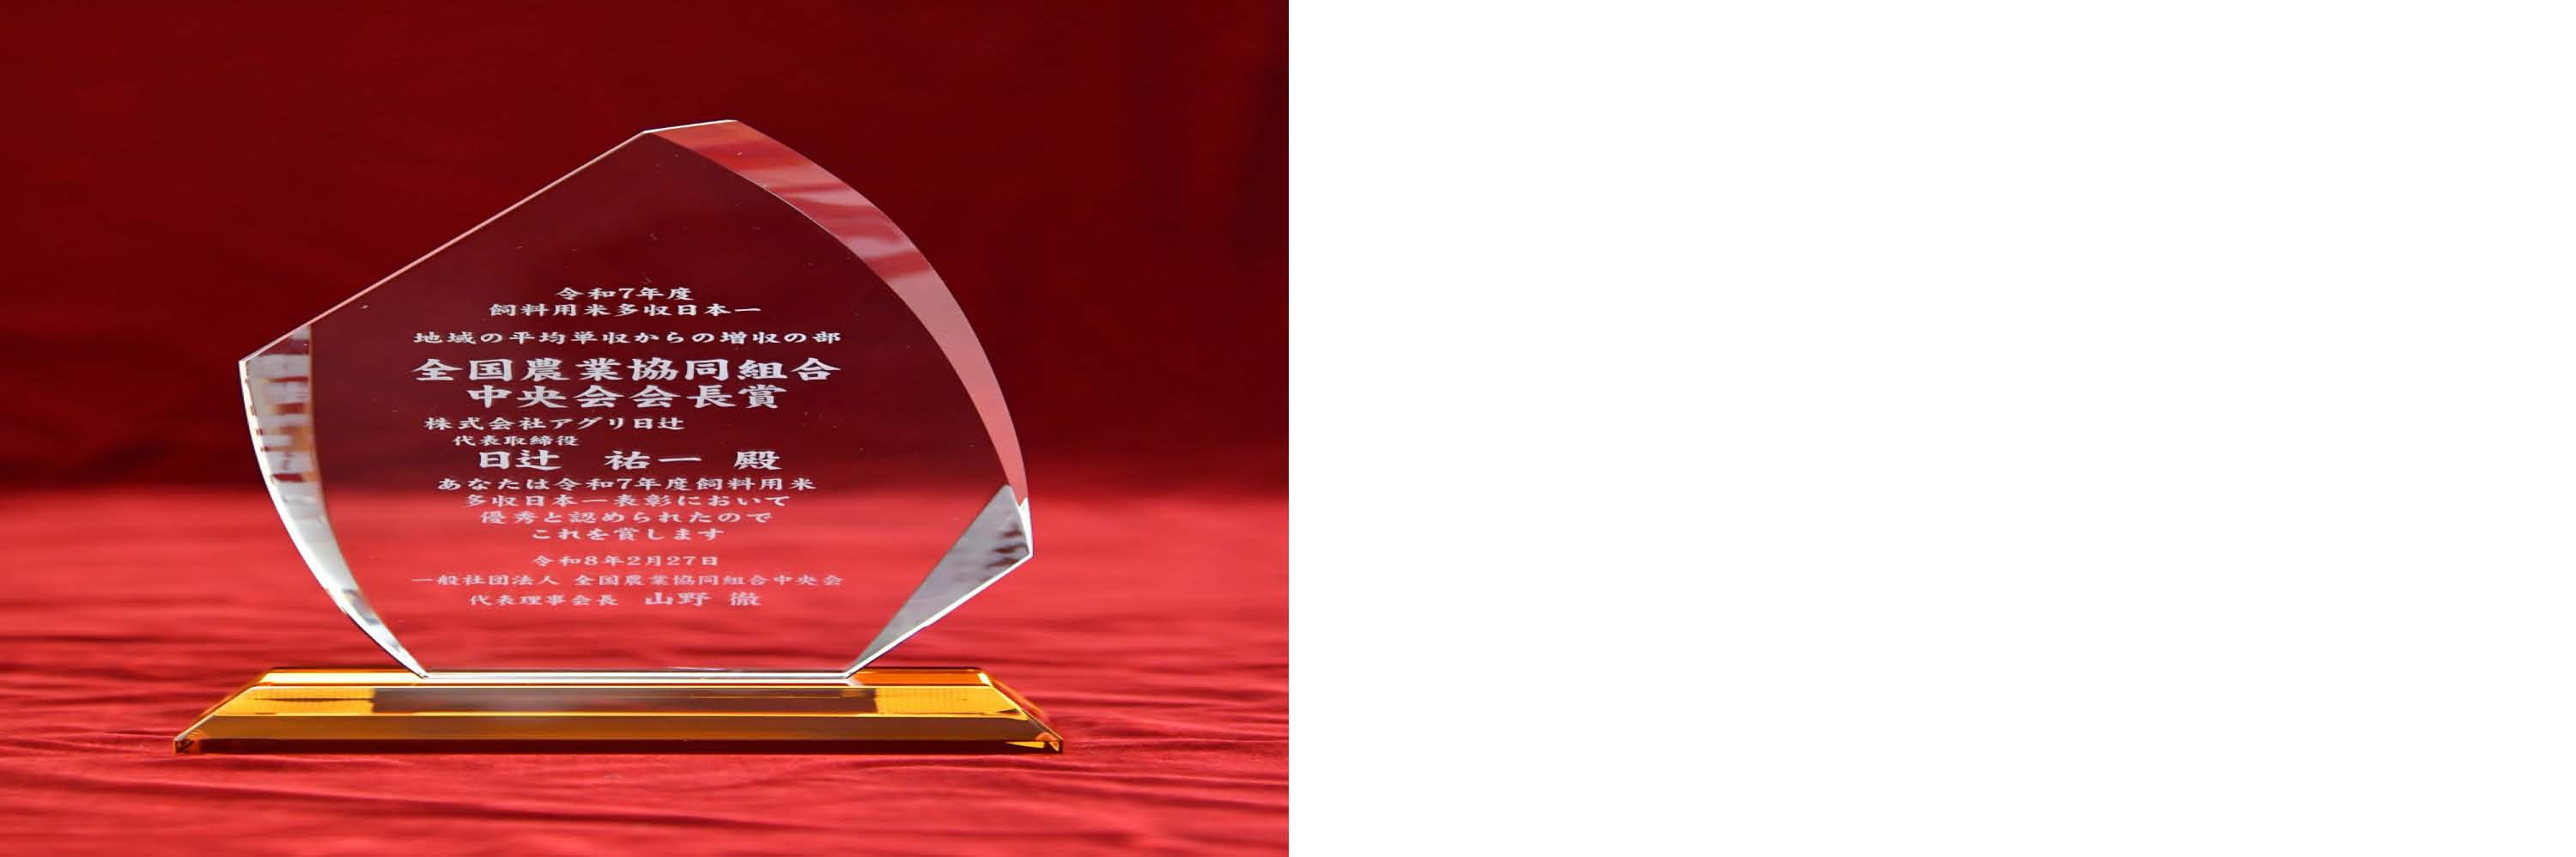 令和7年度
飼料用米多収日本一
地域の平均単収からの増収の部
全国農業協同組合
中央会会長賞
株式会社アグリ日辻
代表取締役
日辻 祐一 殿
あなたは令和7年度飼料用米
多収日本一表彰において
優秀と認められたので
これを賞します
令和8年2月27日
一般社団法人 全国農業協同組合中央会
代表理事会長 山野 徹